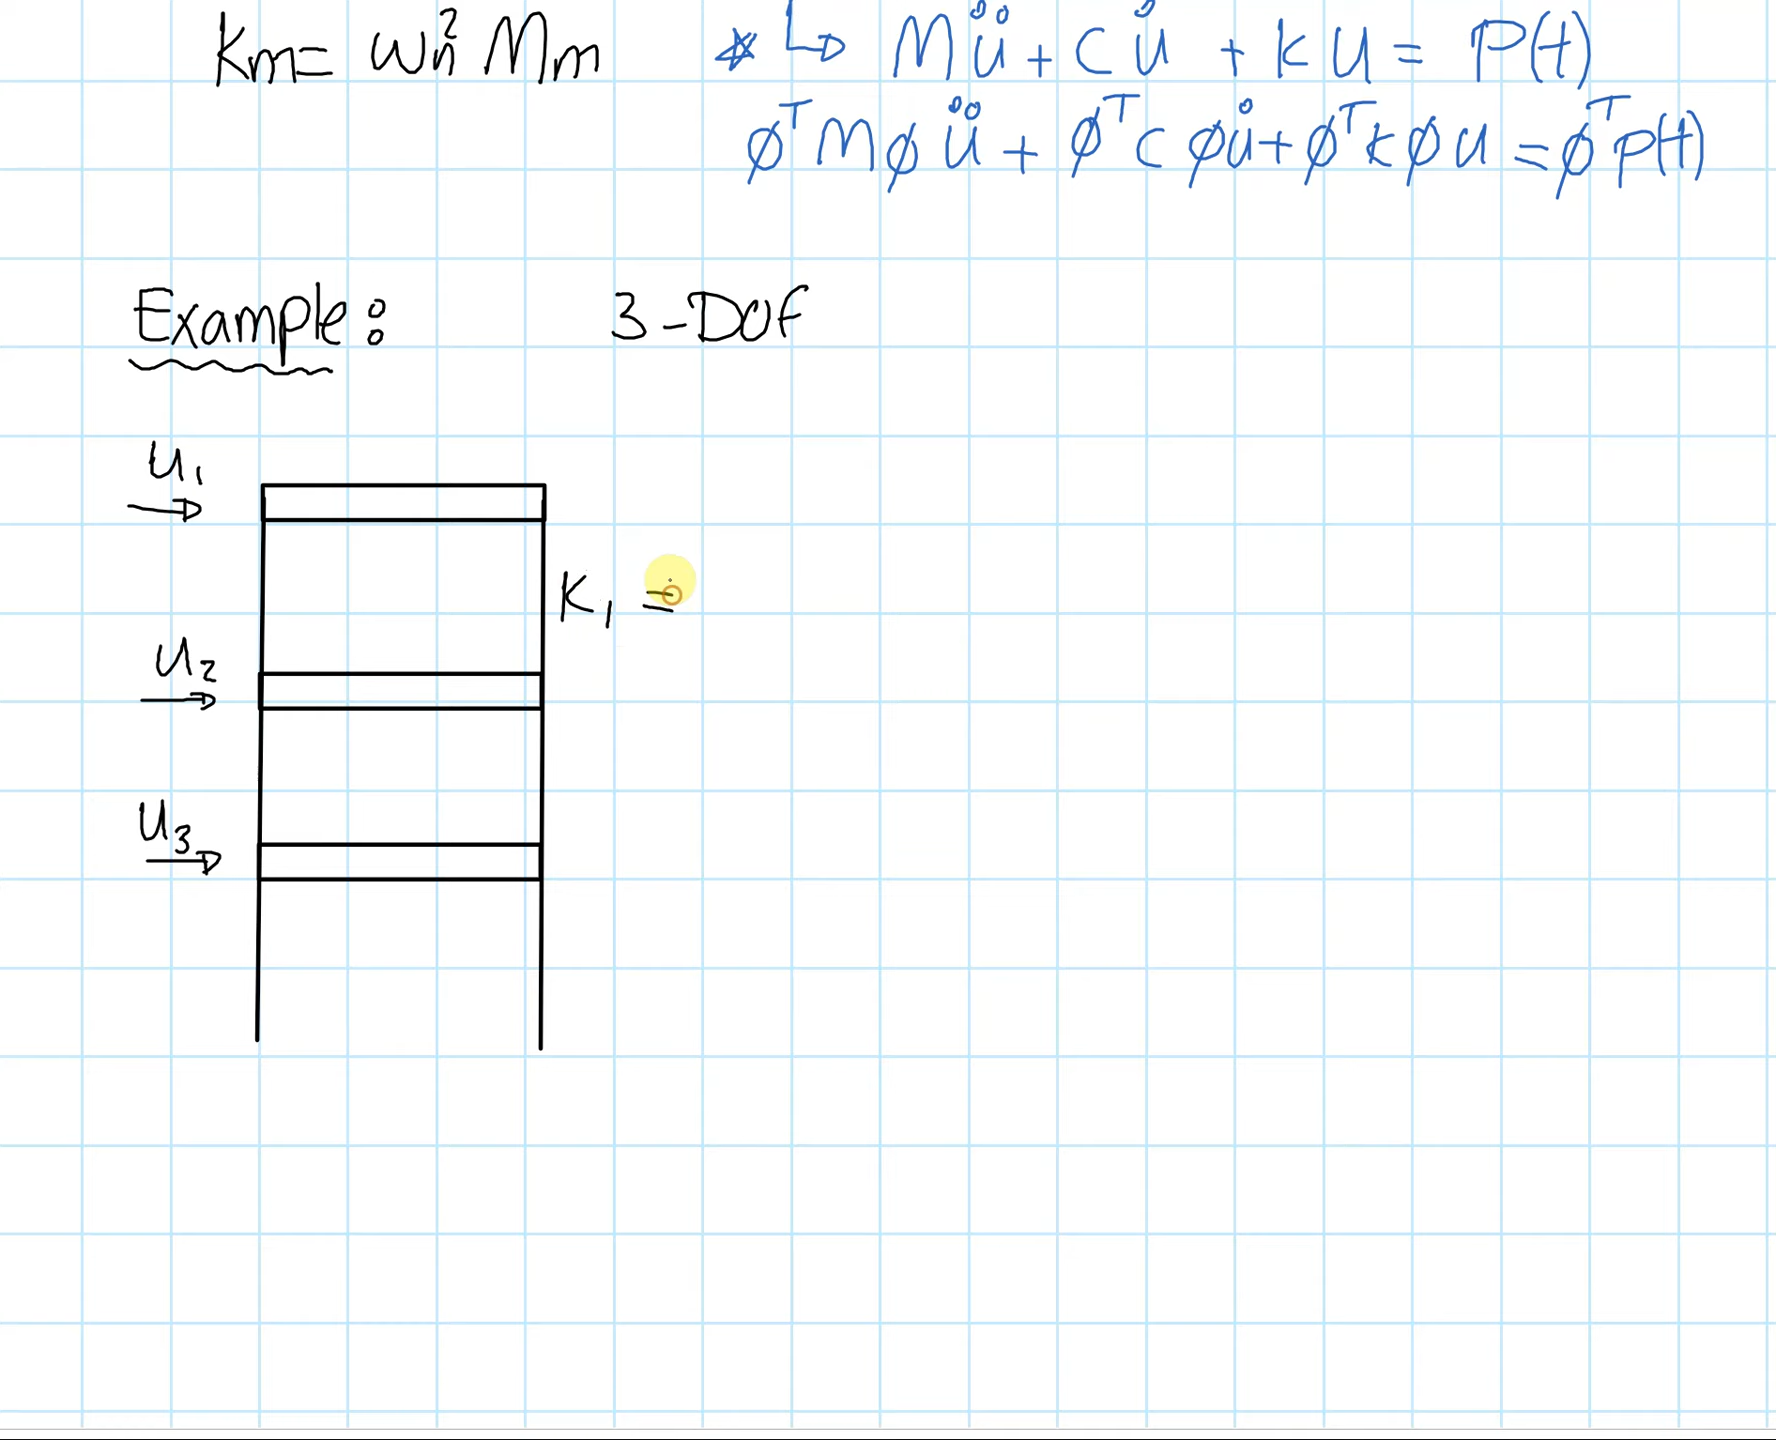 Km = ωn² Mm * ↳ Mü + Cu̇ + KU = P(t)
φᵀMφü + φᵀcφu̇ + φᵀkφu = φᵀP(t)
Example: 3-DOF
U₁
K₁ =
U₂
U₃